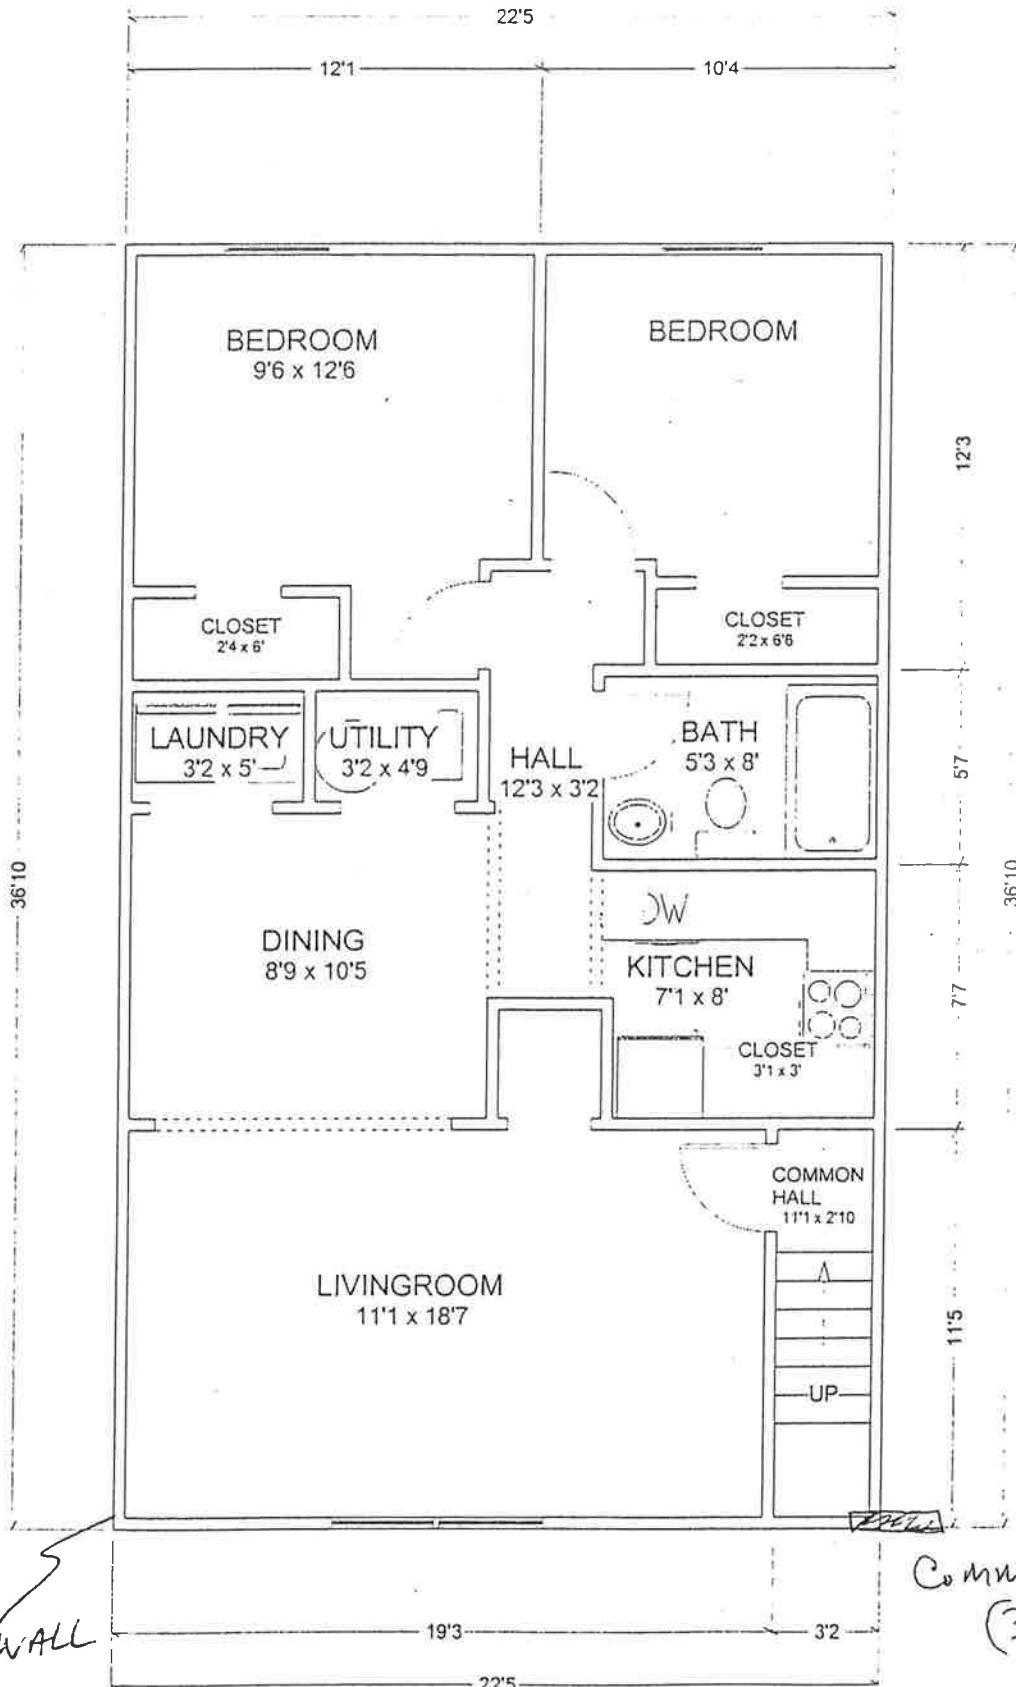 22'5
12'1
10'4
BEDROOM
9'6 x 12'6
BEDROOM
12'3
CLOSET
2'4 x 6'
CLOSET
2'2 x 6'6
LAUNDRY
3'2 x 5'
UTILITY
3'2 x 4'9
HALL
12'3 x 3'2
BATH
5'3 x 8'
5'7
36'10
36'10
DW
DINING
8'9 x 10'5
KITCHEN
7'1 x 8'
7'7
CLOSET
3'1 x 3'
COMMON
HALL
11'1 x 2'10
LIVINGROOM
11'1 x 18'7
11'5
UP
WALL
19'3
3'2
22'5